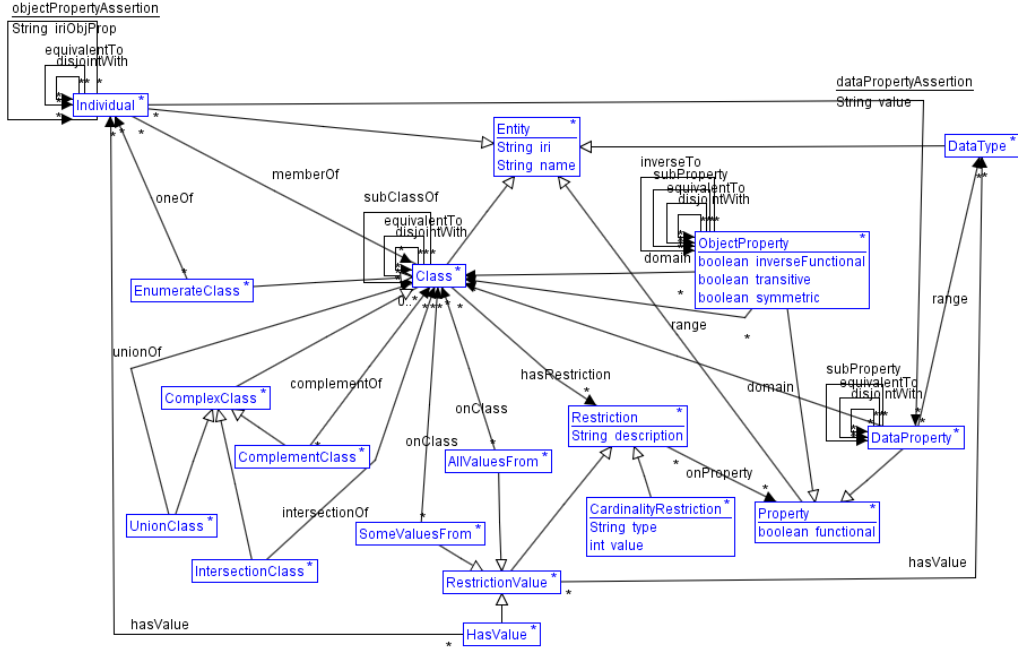 objectPropertyAssertion
String iriObjProp
equivalentTo
disjointWith
* * *
*
*
Individual *
* * * *
dataPropertyAssertion
String value
Entity *
String iri
String name
DataType *
* *
memberOf
oneOf
*
EnumerateClass *
subClassOf
equivalentTo
disjointWith
* * * *
*
Class *
0..
* * * * * *
inverseTo
subProperty
equivalentTo
disjointWith
* * * *
ObjectProperty *
boolean inverseFunctional
boolean transitive
boolean symmetric
domain
*
*
range
range
unionOf
complementOf
hasRestriction
*
domain
subProperty
equivalentTo
disjointWith
* * *
* *
DataProperty *
*
ComplexClass *
ComplementClass *
*
onClass
onClass
*
AllValuesFrom *
Restriction *
String description
*
onProperty
*
UnionClass *
intersectionOf
IntersectionClass *
*
SomeValuesFrom *
CardinalityRestriction *
String type
int value
Property *
boolean functional
RestrictionValue *
*
hasValue
hasValue
*
HasValue *